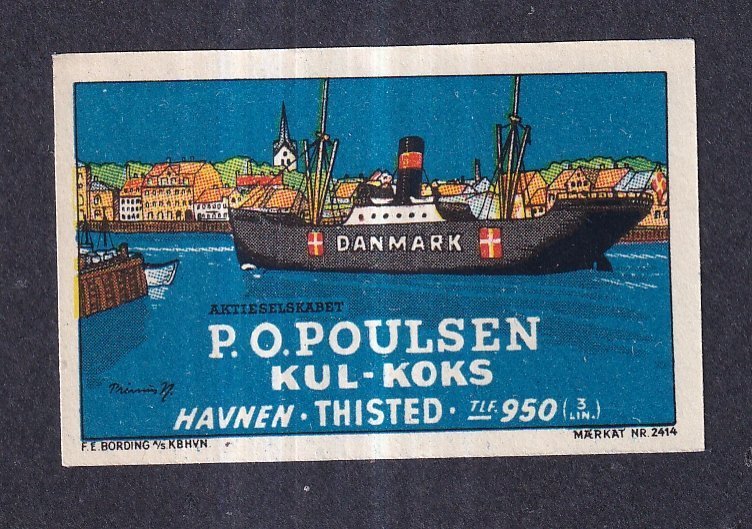 DANMARK
AKTIESELSKABET
P.O.POULSEN
KUL-KOKS
HAVNEN · THISTED · TLF. 950 (3 LIN.)
F.E.BORDING A/S KBHVN.
MÆRKAT NR. 2414